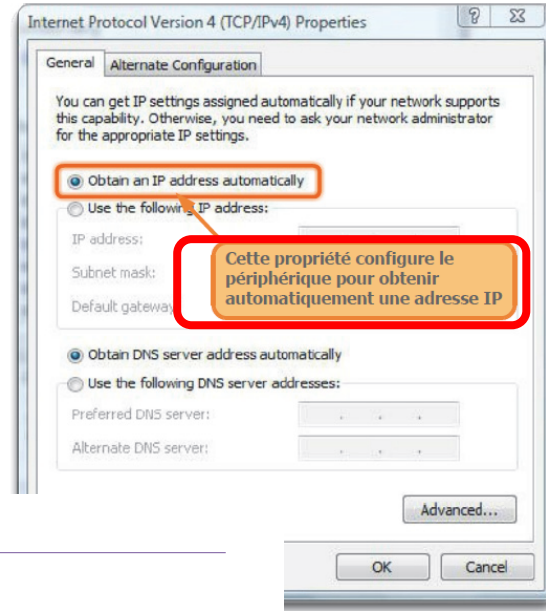 Internet Protocol Version 4 (TCP/IPv4) Properties
General
Alternate Configuration
You can get IP settings assigned automatically if your network supports
this capability. Otherwise, you need to ask your network administrator
for the appropriate IP settings.
Obtain an IP address automatically
Use the following IP address:
IP address:
Subnet mask:
Default gateway
Cette propriété configure le
périphérique pour obtenir
automatiquement une adresse IP
Obtain DNS server address automatically
Use the following DNS server addresses:
Preferred DNS server:
Alternate DNS server:
Advanced...
OK
Cancel